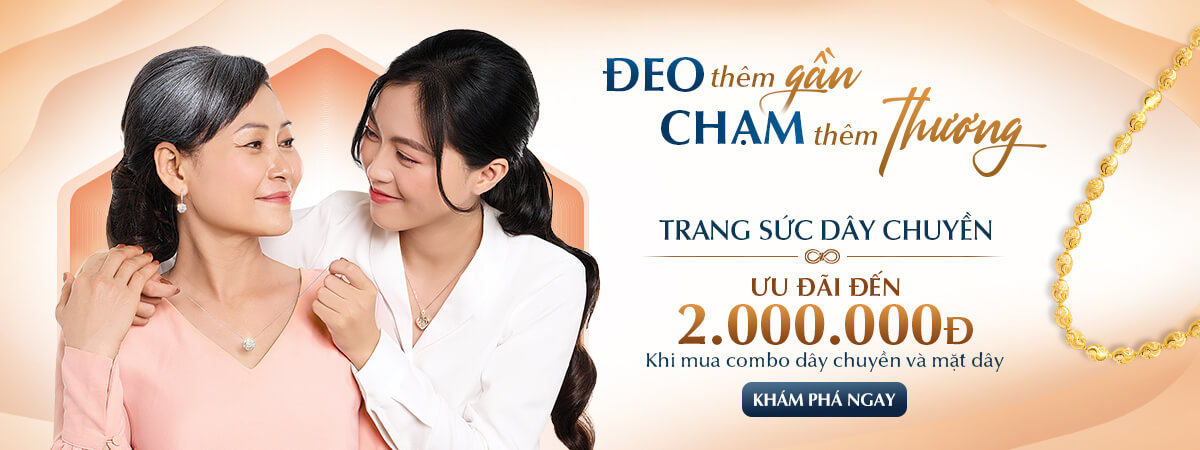 ĐEO thêm gần
CHẠM thêm Thương
TRANG SỨC DÂY CHUYỀN
ƯU ĐÃI ĐẾN
2.000.000Đ
Khi mua combo dây chuyền và mặt dây
KHÁM PHÁ NGAY